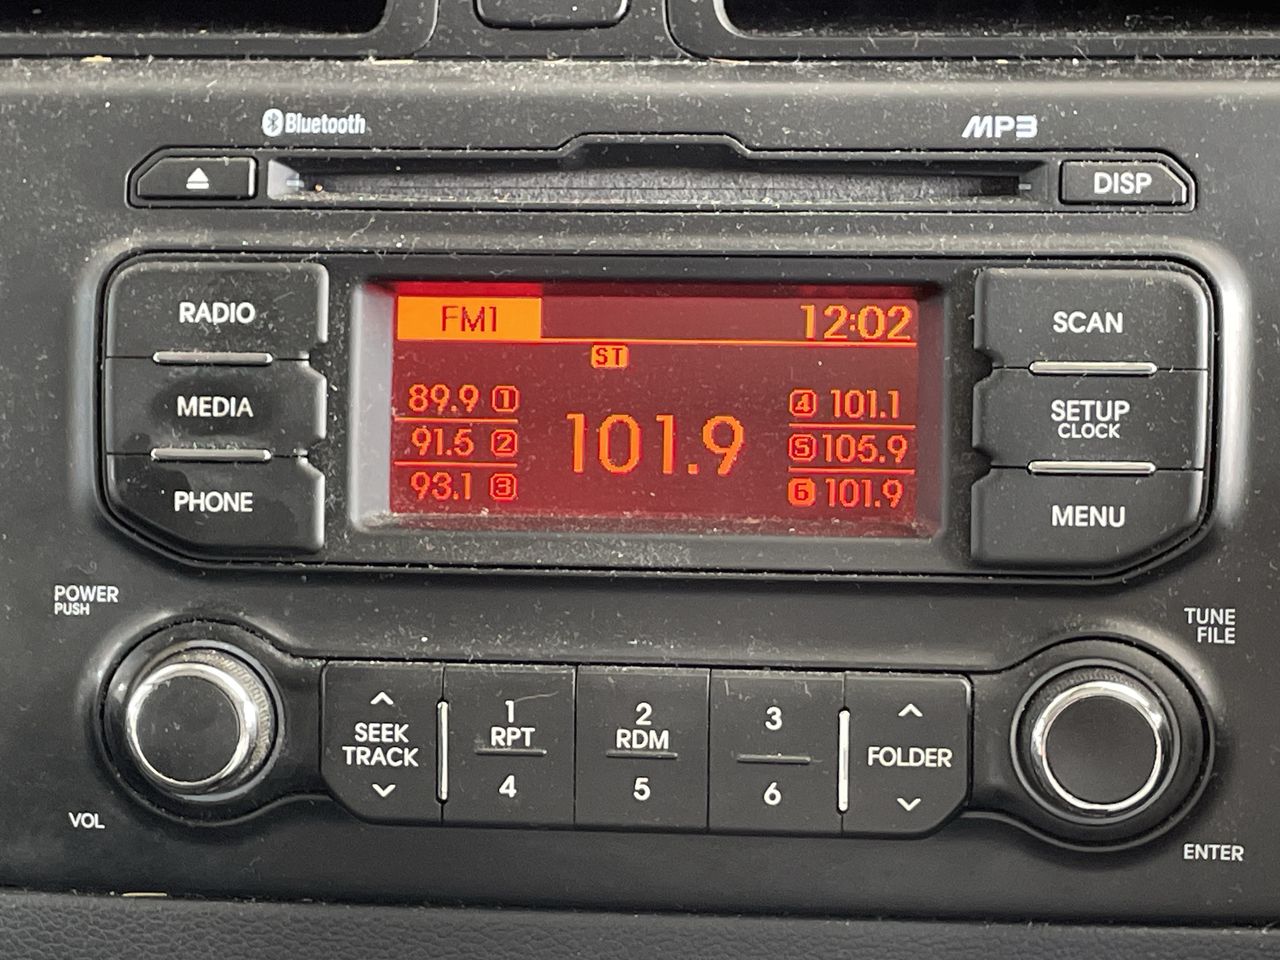 Bluetooth
MP3
DISP
RADIO
MEDIA
PHONE
FM1
12:02
ST
89.9 1
91.5 2
93.1 3
101.9
4 101.1
5 105.9
6 101.9
SCAN
SETUP
CLOCK
MENU
POWER
PUSH
VOL
SEEK
TRACK
1
RPT
4
2
RDM
5
3
6
FOLDER
TUNE
FILE
ENTER